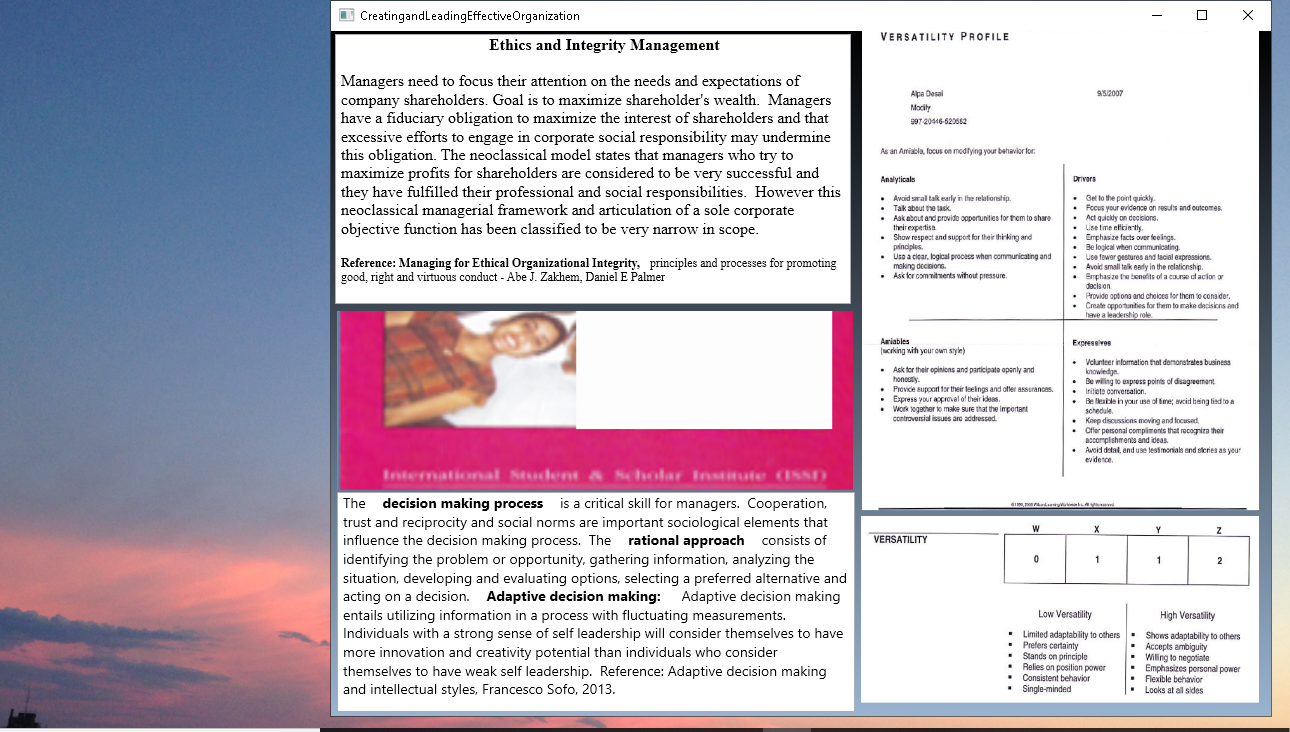 CreatingandLeadingEffectiveOrganization
Ethics and Integrity Management
Managers need to focus their attention on the needs and expectations of
company shareholders. Goal is to maximize shareholder's wealth. Managers
have a fiduciary obligation to maximize the interest of shareholders and that
excessive efforts to engage in corporate social responsibility may undermine
this obligation. The neoclassical model states that managers who try to
maximize profits for shareholders are considered to be very successful and
they have fulfilled their professional and social responsibilities. However this
neoclassical managerial framework and articulation of a sole corporate
objective function has been classified to be very narrow in scope.
Reference: Managing for Ethical Organizational Integrity, principles and processes for promoting
good, right and virtuous conduct - Abe J. Zakhem, Daniel E Palmer
International Student & Scholar Institute (ISSI)
The decision making process is a critical skill for managers. Cooperation,
trust and reciprocity and social norms are important sociological elements that
influence the decision making process. The rational approach consists of
identifying the problem or opportunity, gathering information, analyzing the
situation, developing and evaluating options, selecting a preferred alternative and
acting on a decision. Adaptive decision making: Adaptive decision making
entails utilizing information in a process with fluctuating measurements.
Individuals with a strong sense of self leadership will consider themselves to have
more innovation and creativity potential than individuals who consider
themselves to have weak self leadership. Reference: Adaptive decision making
and intellectual styles, Francesco Sofo, 2013.
VERSATILITY PROFILE
Alpa Desai 9/5/2007
Modify
997-20446-520562
As an Amiable, focus on modifying your behavior for:
Analyticals
• Avoid small talk early in the relationship.
• Talk about the task.
• Ask about and provide opportunities for them to share
their expertise.
• Show respect and support for their thinking and
principles.
• Use a clear, logical process when communicating and
making decisions.
• Ask for commitments without pressure.
Drivers
• Get to the point quickly.
• Focus your evidence on results and outcomes.
• Act quickly on decisions.
• Use time efficiently.
• Emphasize facts over feelings.
• Be logical when communicating.
• Use fewer gestures and facial expressions.
• Avoid small talk early in the relationship.
• Emphasize the benefits of a course of action or
decision.
• Provide options and choices for them to consider.
• Create opportunities for them to make decisions and
have a leadership role.
Amiables
(working with your own style)
• Ask for their opinions and participate openly and
honestly.
• Provide support for their feelings and offer assurances.
• Express your approval of their ideas.
• Work together to make sure that the important
controversial issues are addressed.
Expressives
• Volunteer information that demonstrates business
knowledge.
• Be willing to express points of disagreement.
• Initiate conversation.
• Be flexible in your use of time; avoid being tied to a
schedule.
• Keep discussions moving and focused.
• Offer personal compliments that recognize their
accomplishments and ideas.
• Avoid detail, and use testimonials and stories as your
evidence.
W X Y Z
VERSATILITY
0 1 1 2
Low Versatility
▪ Limited adaptability to others
▪ Prefers certainty
▪ Stands on principle
▪ Relies on position power
▪ Consistent behavior
▪ Single-minded
High Versatility
▪ Shows adaptability to others
▪ Accepts ambiguity
▪ Willing to negotiate
▪ Emphasizes personal power
▪ Flexible behavior
▪ Looks at all sides